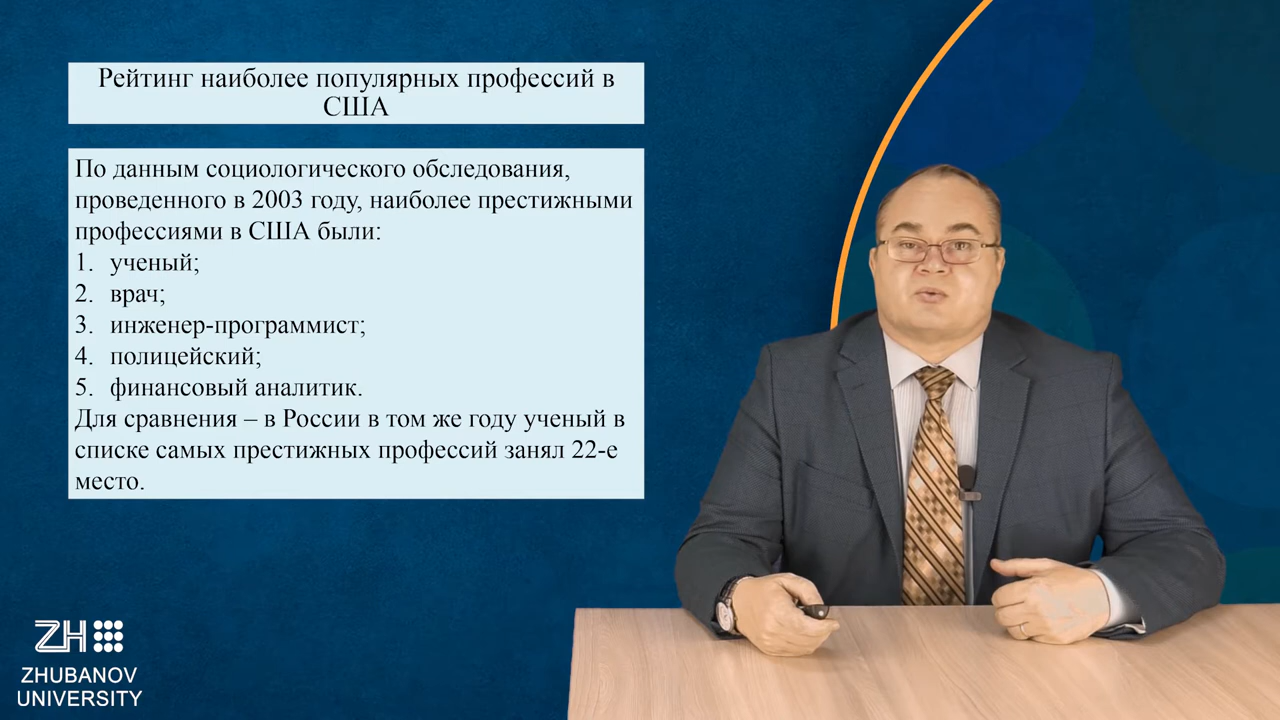 Рейтинг наиболее популярных профессий в
США
По данным социологического обследования,
проведенного в 2003 году, наиболее престижными
профессиями в США были:
1. ученый;
2. врач;
3. инженер-программист;
4. полицейский;
5. финансовый аналитик.
Для сравнения – в России в том же году ученый в
списке самых престижных профессий занял 22-е
место.
ZH
ZHUBANOV
UNIVERSITY